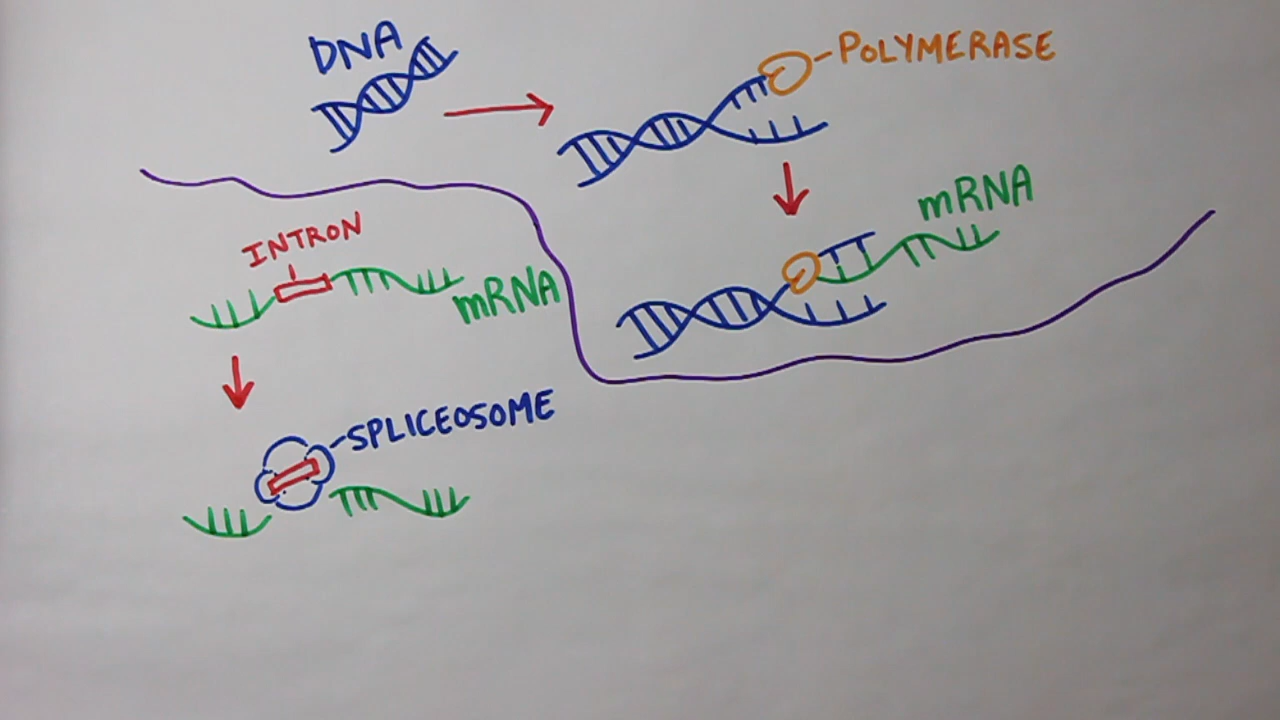 DNA
POLYMERASE
mRNA
INTRON
mRNA
SPLICEOSOME